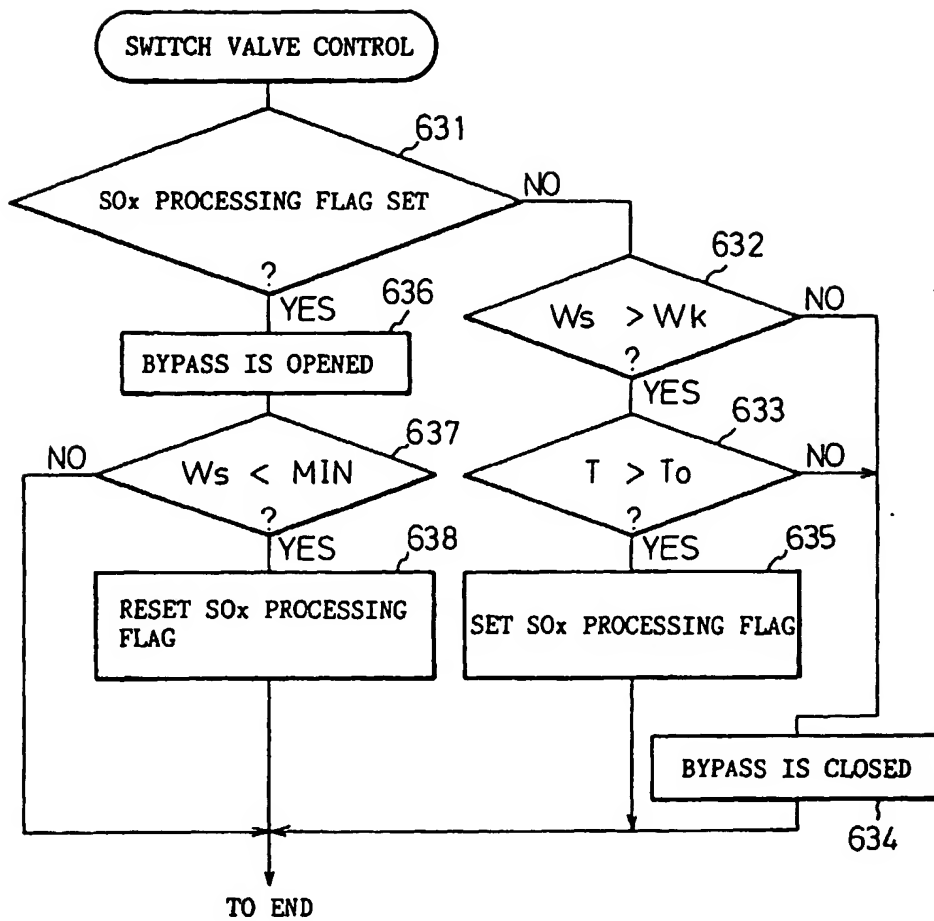 SWITCH VALVE CONTROL
631
SOx PROCESSING FLAG SET
?
NO
YES
636
BYPASS IS OPENED
632
Ws > Wk
?
NO
YES
637
Ws < MIN
?
NO
YES
633
T > To
?
NO
YES
638
RESET SOx PROCESSING
FLAG
635
SET SOx PROCESSING FLAG
BYPASS IS CLOSED
634
TO END